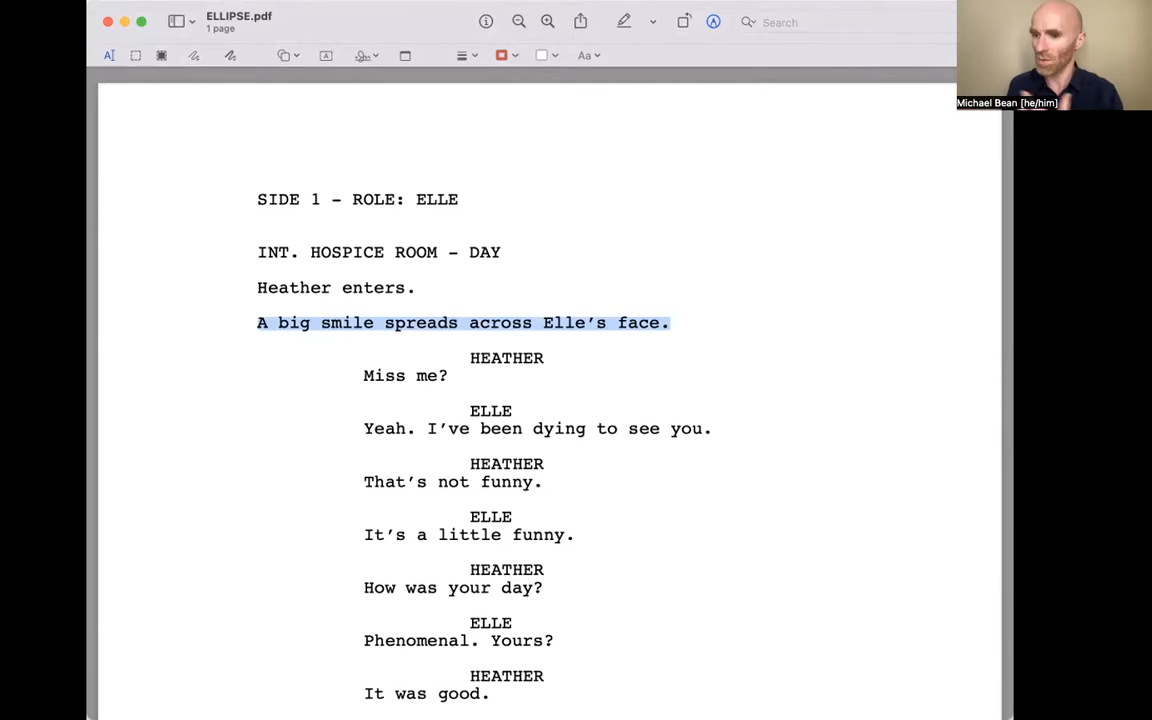 ELLIPSE.pdf
1 page
Search
Aa
Michael Bean [he/him]
SIDE 1 - ROLE: ELLE
INT. HOSPICE ROOM - DAY
Heather enters.
A big smile spreads across Elle's face.
HEATHER
Miss me?
ELLE
Yeah. I've been dying to see you.
HEATHER
That's not funny.
ELLE
It's a little funny.
HEATHER
How was your day?
ELLE
Phenomenal. Yours?
HEATHER
It was good.